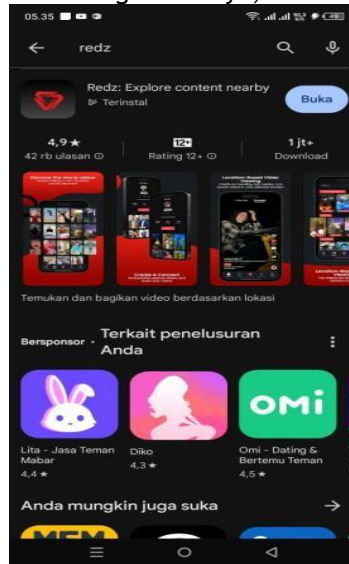 05.35
redz
Redz: Explore content nearby
Terinstal
Buka
4,9 ★
42 rb ulasan
12+
Rating 12+
1 jt+
Download
Create & Connect
Temukan dan bagikan video berdasarkan lokasi
Bersponsor · Terkait penelusuran Anda
Lita - Jasa Teman Mabar
4,4 ★
Diko
4,3 ★
OMi
Omi - Dating & Bertemu Teman
4,5 ★
Anda mungkin juga suka